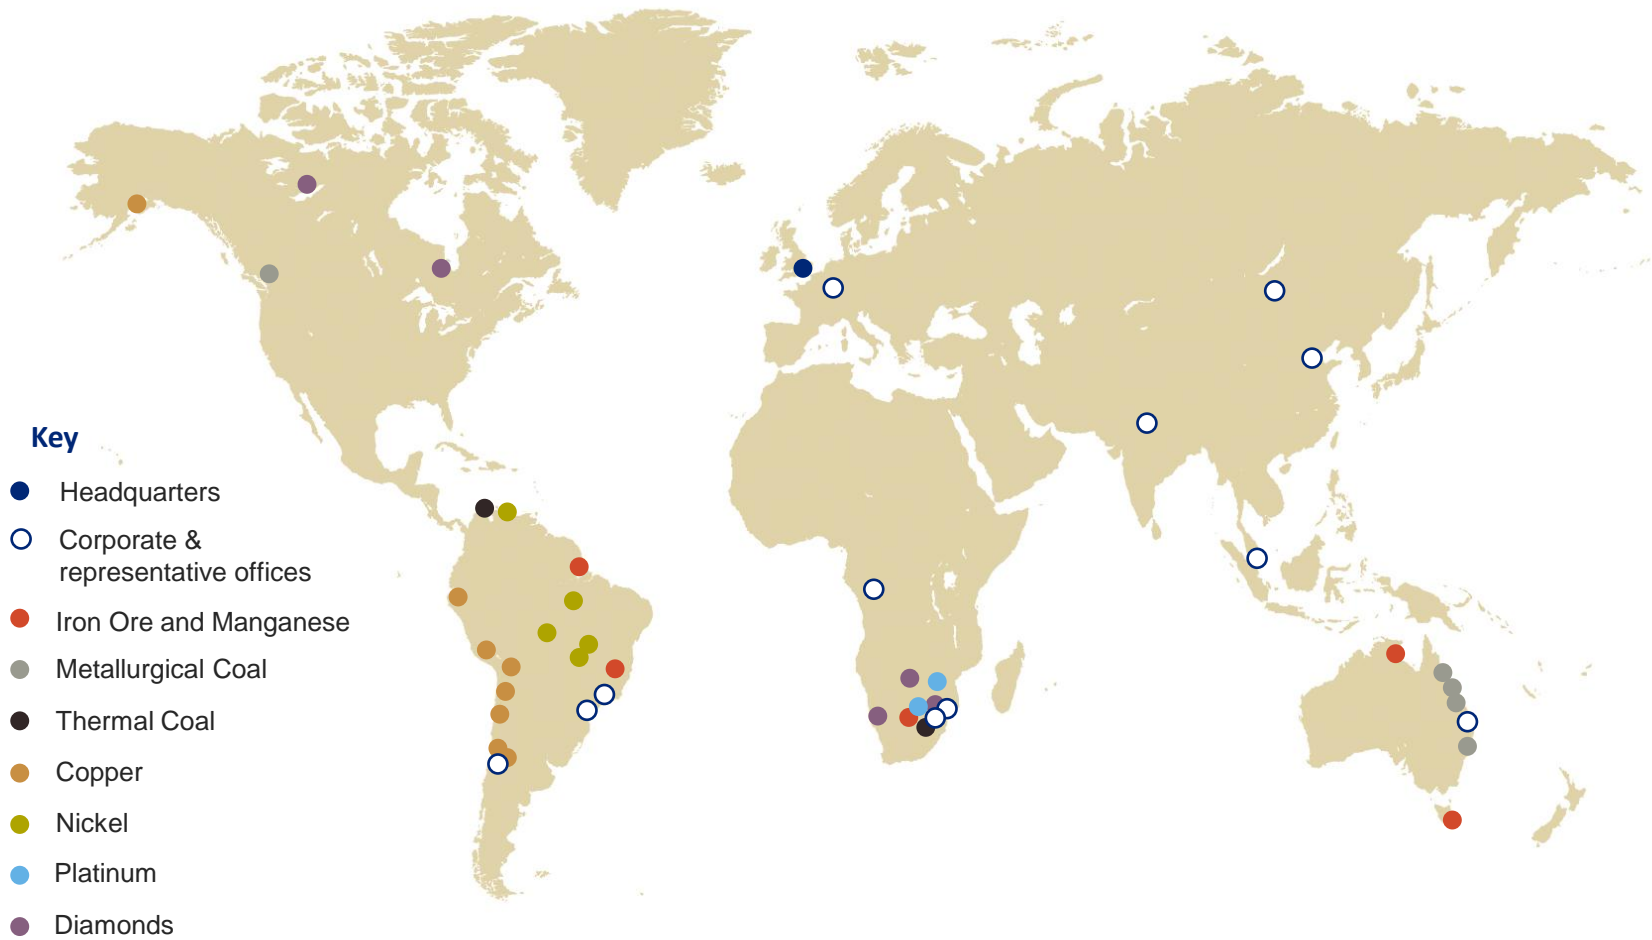 Key
Headquarters
Corporate &
representative offices
Iron Ore and Manganese
Metallurgical Coal
Thermal Coal
Copper
Nickel
Platinum
Diamonds